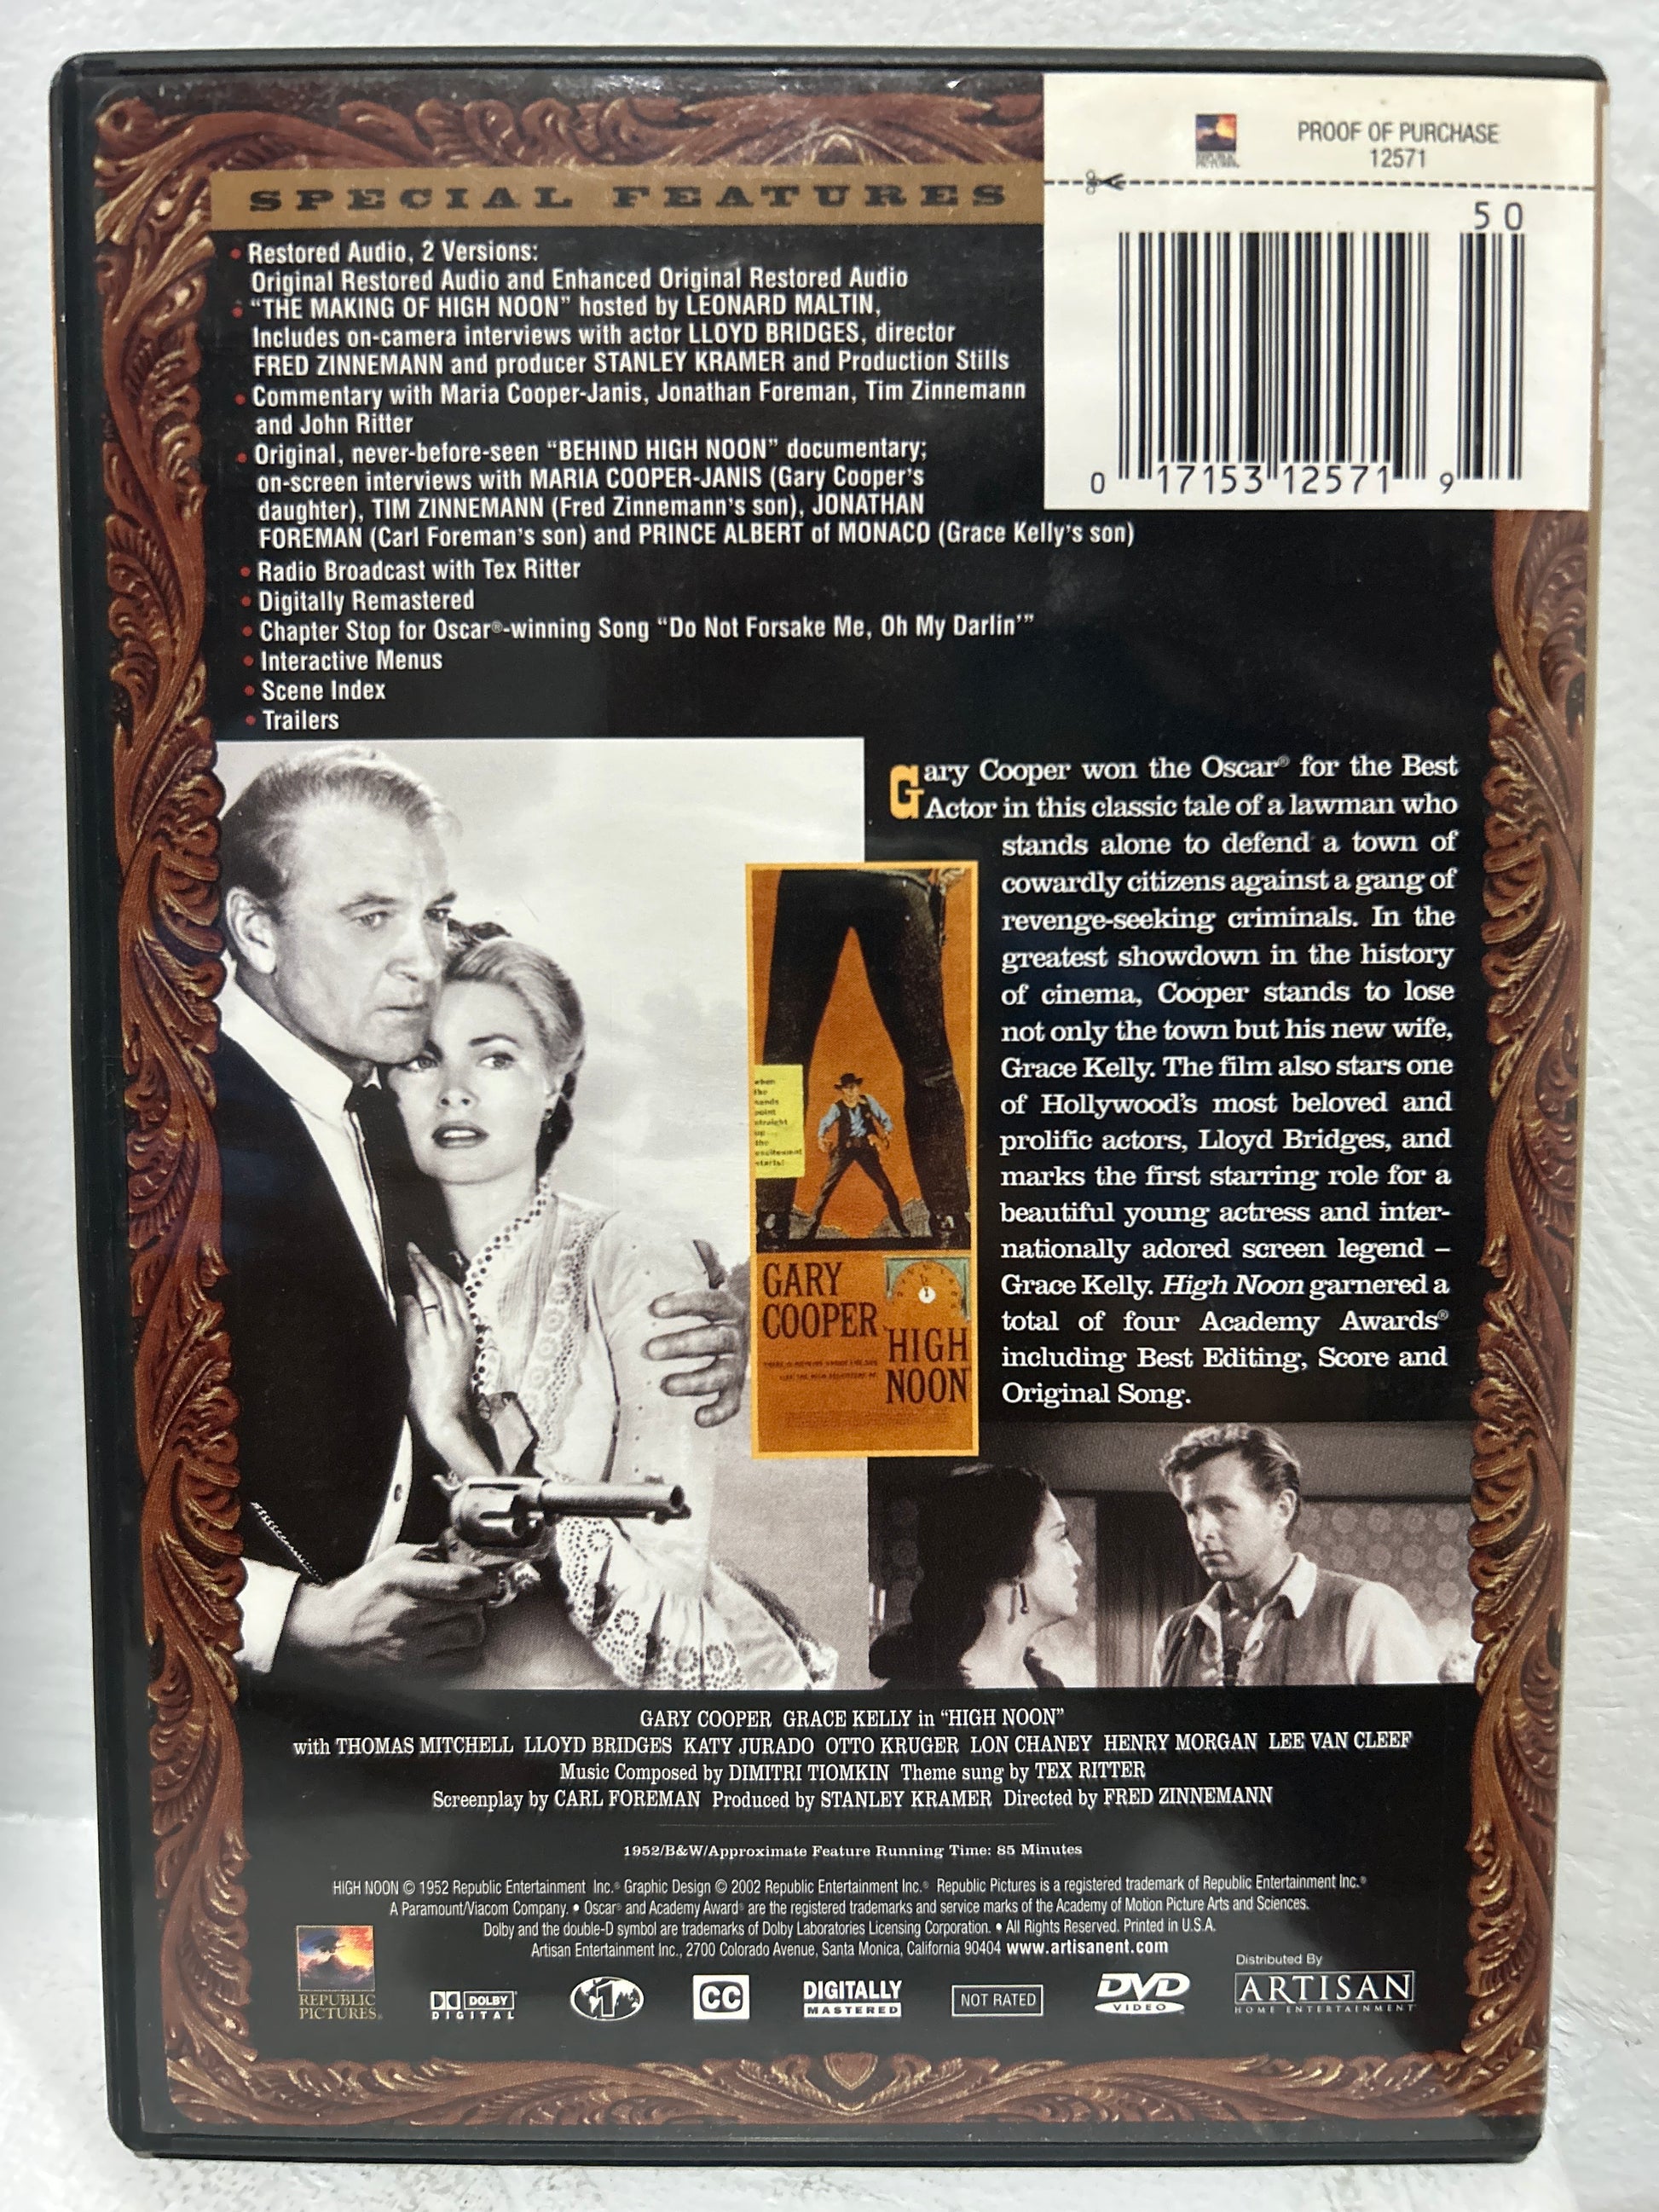 PROOF OF PURCHASE
12571
50
0 17153 12571 9
SPECIAL FEATURES
• Restored Audio, 2 Versions:
Original Restored Audio and Enhanced Original Restored Audio
• “THE MAKING OF HIGH NOON” hosted by LEONARD MALTIN,
Includes on-camera interviews with actor LLOYD BRIDGES, director
FRED ZINNEMANN and producer STANLEY KRAMER and Production Stills
• Commentary with Maria Cooper-Janis, Jonathan Foreman, Tim Zinnemann
and John Ritter
• Original, never-before-seen “BEHIND HIGH NOON” documentary;
on-screen interviews with MARIA COOPER-JANIS (Gary Cooper’s
daughter), TIM ZINNEMANN (Fred Zinnemann’s son), JONATHAN
FOREMAN (Carl Foreman’s son) and PRINCE ALBERT of MONACO (Grace Kelly’s son)
• Radio Broadcast with Tex Ritter
• Digitally Remastered
• Chapter Stop for Oscar®-winning Song “Do Not Forsake Me, Oh My Darlin’”
• Interactive Menus
• Scene Index
• Trailers
Gary Cooper won the Oscar® for the Best
Actor in this classic tale of a lawman who
stands alone to defend a town of
cowardly citizens against a gang of
revenge-seeking criminals. In the
greatest showdown in the history
of cinema, Cooper stands to lose
not only the town but his new wife,
Grace Kelly. The film also stars one
of Hollywood’s most beloved and
prolific actors, Lloyd Bridges, and
marks the first starring role for a
beautiful young actress and inter-
nationally adored screen legend –
Grace Kelly. High Noon garnered a
total of four Academy Awards®
including Best Editing, Score and
Original Song.
when
the
hands
point
straight
up
the
excitement
starts!
GARY
COOPER
HIGH
NOON
GARY COOPER GRACE KELLY in “HIGH NOON”
with THOMAS MITCHELL LLOYD BRIDGES KATY JURADO OTTO KRUGER LON CHANEY HENRY MORGAN LEE VAN CLEEF
Music Composed by DIMITRI TIOMKIN Theme sung by TEX RITTER
Screenplay by CARL FOREMAN Produced by STANLEY KRAMER Directed by FRED ZINNEMANN
1952/B&W/Approximate Feature Running Time: 85 Minutes
HIGH NOON © 1952 Republic Entertainment Inc.® Graphic Design © 2002 Republic Entertainment Inc.® Republic Pictures is a registered trademark of Republic Entertainment Inc.®
A Paramount/Viacom Company. • Oscar® and Academy Award® are the registered trademarks and service marks of the Academy of Motion Picture Arts and Sciences.
Dolby and the double-D symbol are trademarks of Dolby Laboratories Licensing Corporation. • All Rights Reserved. Printed in U.S.A.
Artisan Entertainment Inc., 2700 Colorado Avenue, Santa Monica, California 90404 www.artisanent.com
REPUBLIC
PICTURES®
DOLBY
DIGITAL
1
CC
DIGITALLY
MASTERED
NOT RATED
DVD
VIDEO
Distributed By
ARTISAN
HOME ENTERTAINMENT